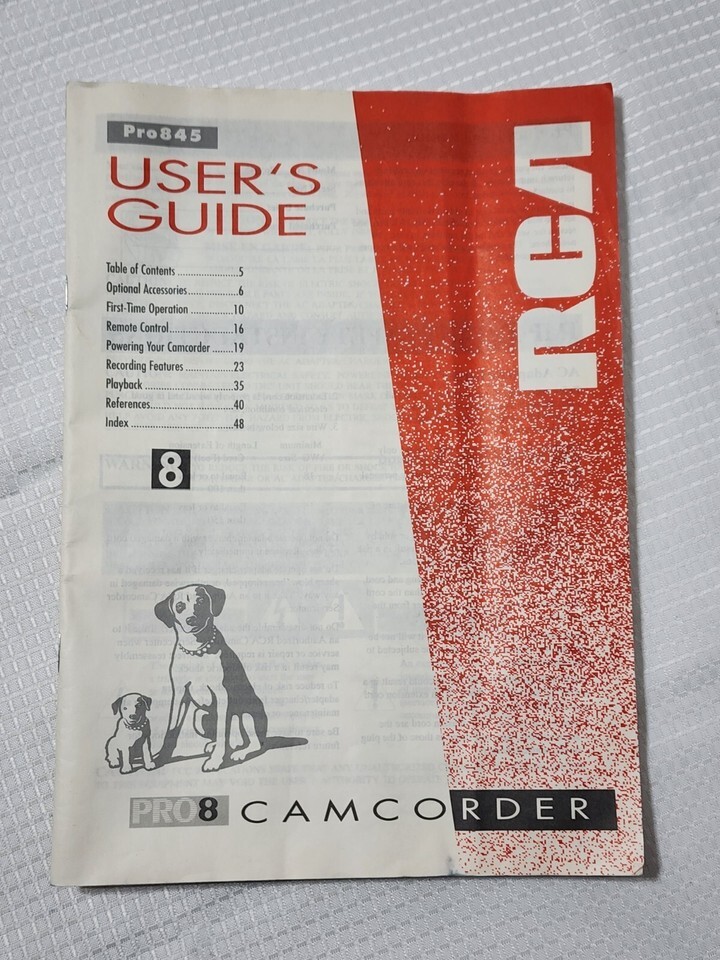 Pro845
USER'S
GUIDE
RCA
Table of Contents .....................5
Optional Accessories.................6
First-Time Operation ..............10
Remote Control......................16
Powering Your Camcorder .......19
Recording Features ................23
Playback ..............................35
References............................40
Index ..................................48
8
PRO8 CAMCORDER